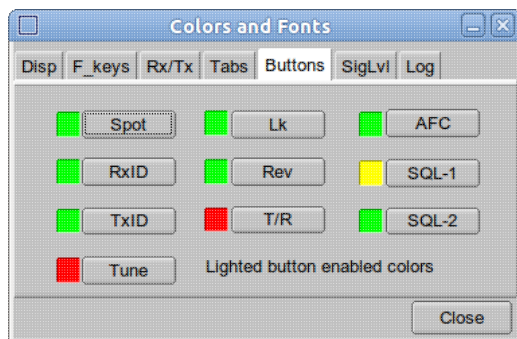 Colors and Fonts
Disp F_keys Rx/Tx Tabs Buttons SigLvl Log
Spot Lk AFC
RxID Rev SQL-1
TxID T/R SQL-2
Tune Lighted button enabled colors
Close